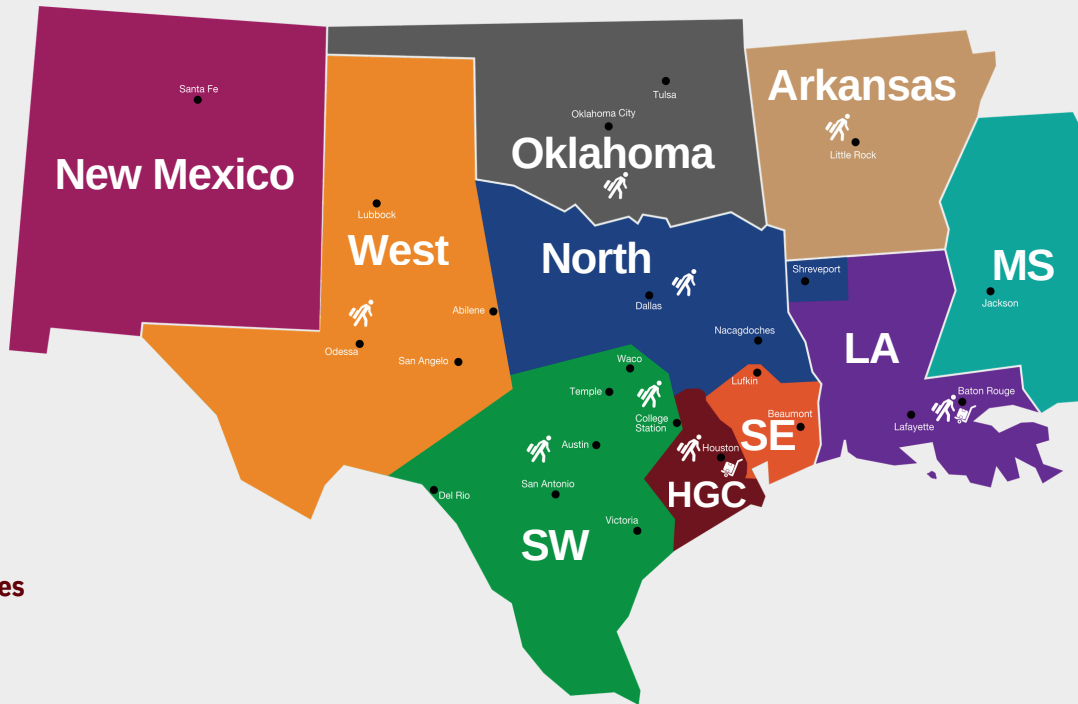 Santa Fe
New Mexico
Lubbock
West
Abilene
Odessa
San Angelo
Tulsa
Oklahoma City
Oklahoma
North
Dallas
Nacagdoches
Arkansas
Little Rock
Shreveport
MS
Jackson
LA
Baton Rouge
Lafayette
Waco
Temple
College
Station
Austin
San Antonio
Del Rio
Victoria
SW
Lufkin
Beaumont
SE
Houston
HGC
es